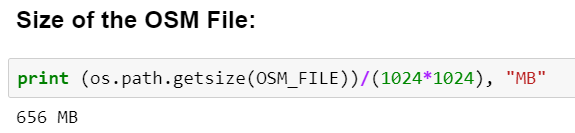 Size of the OSM File:
print (os.path.getsize(OSM_FILE))/(1024*1024), "MB"
656 MB